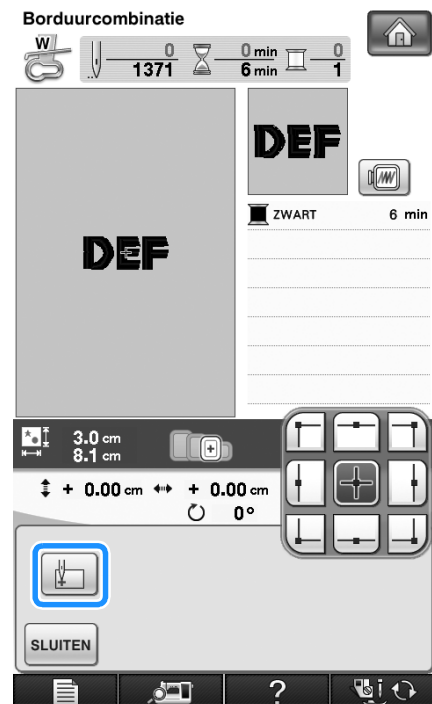 Borduurcombinatie
W
0 0 min 0
1371 6 min 1
DEF
DEF
ZWART 6 min
3.0 cm
8.1 cm
+ 0.00 cm + 0.00 cm
0°
SLUITEN
?